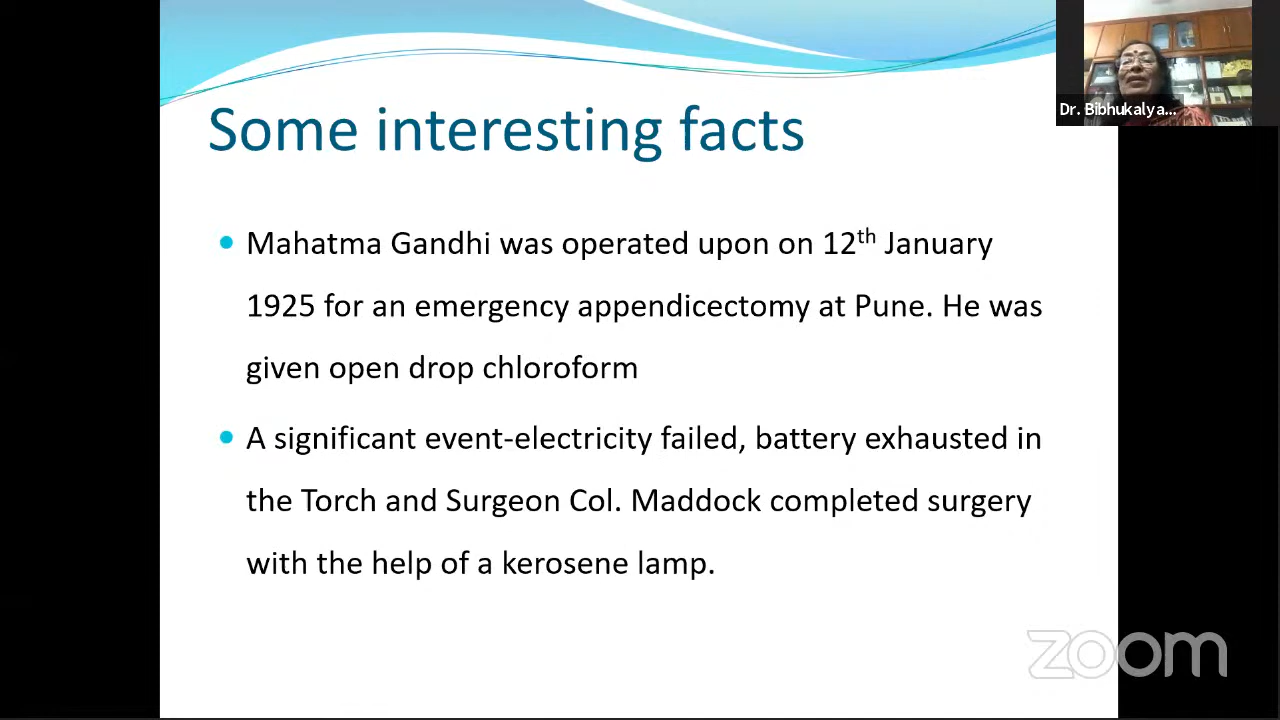 Dr. Bibhukalya...
Some interesting facts
Mahatma Gandhi was operated upon on 12th January
1925 for an emergency appendicectomy at Pune. He was
given open drop chloroform
A significant event-electricity failed, battery exhausted in
the Torch and Surgeon Col. Maddock completed surgery
with the help of a kerosene lamp.
zoom